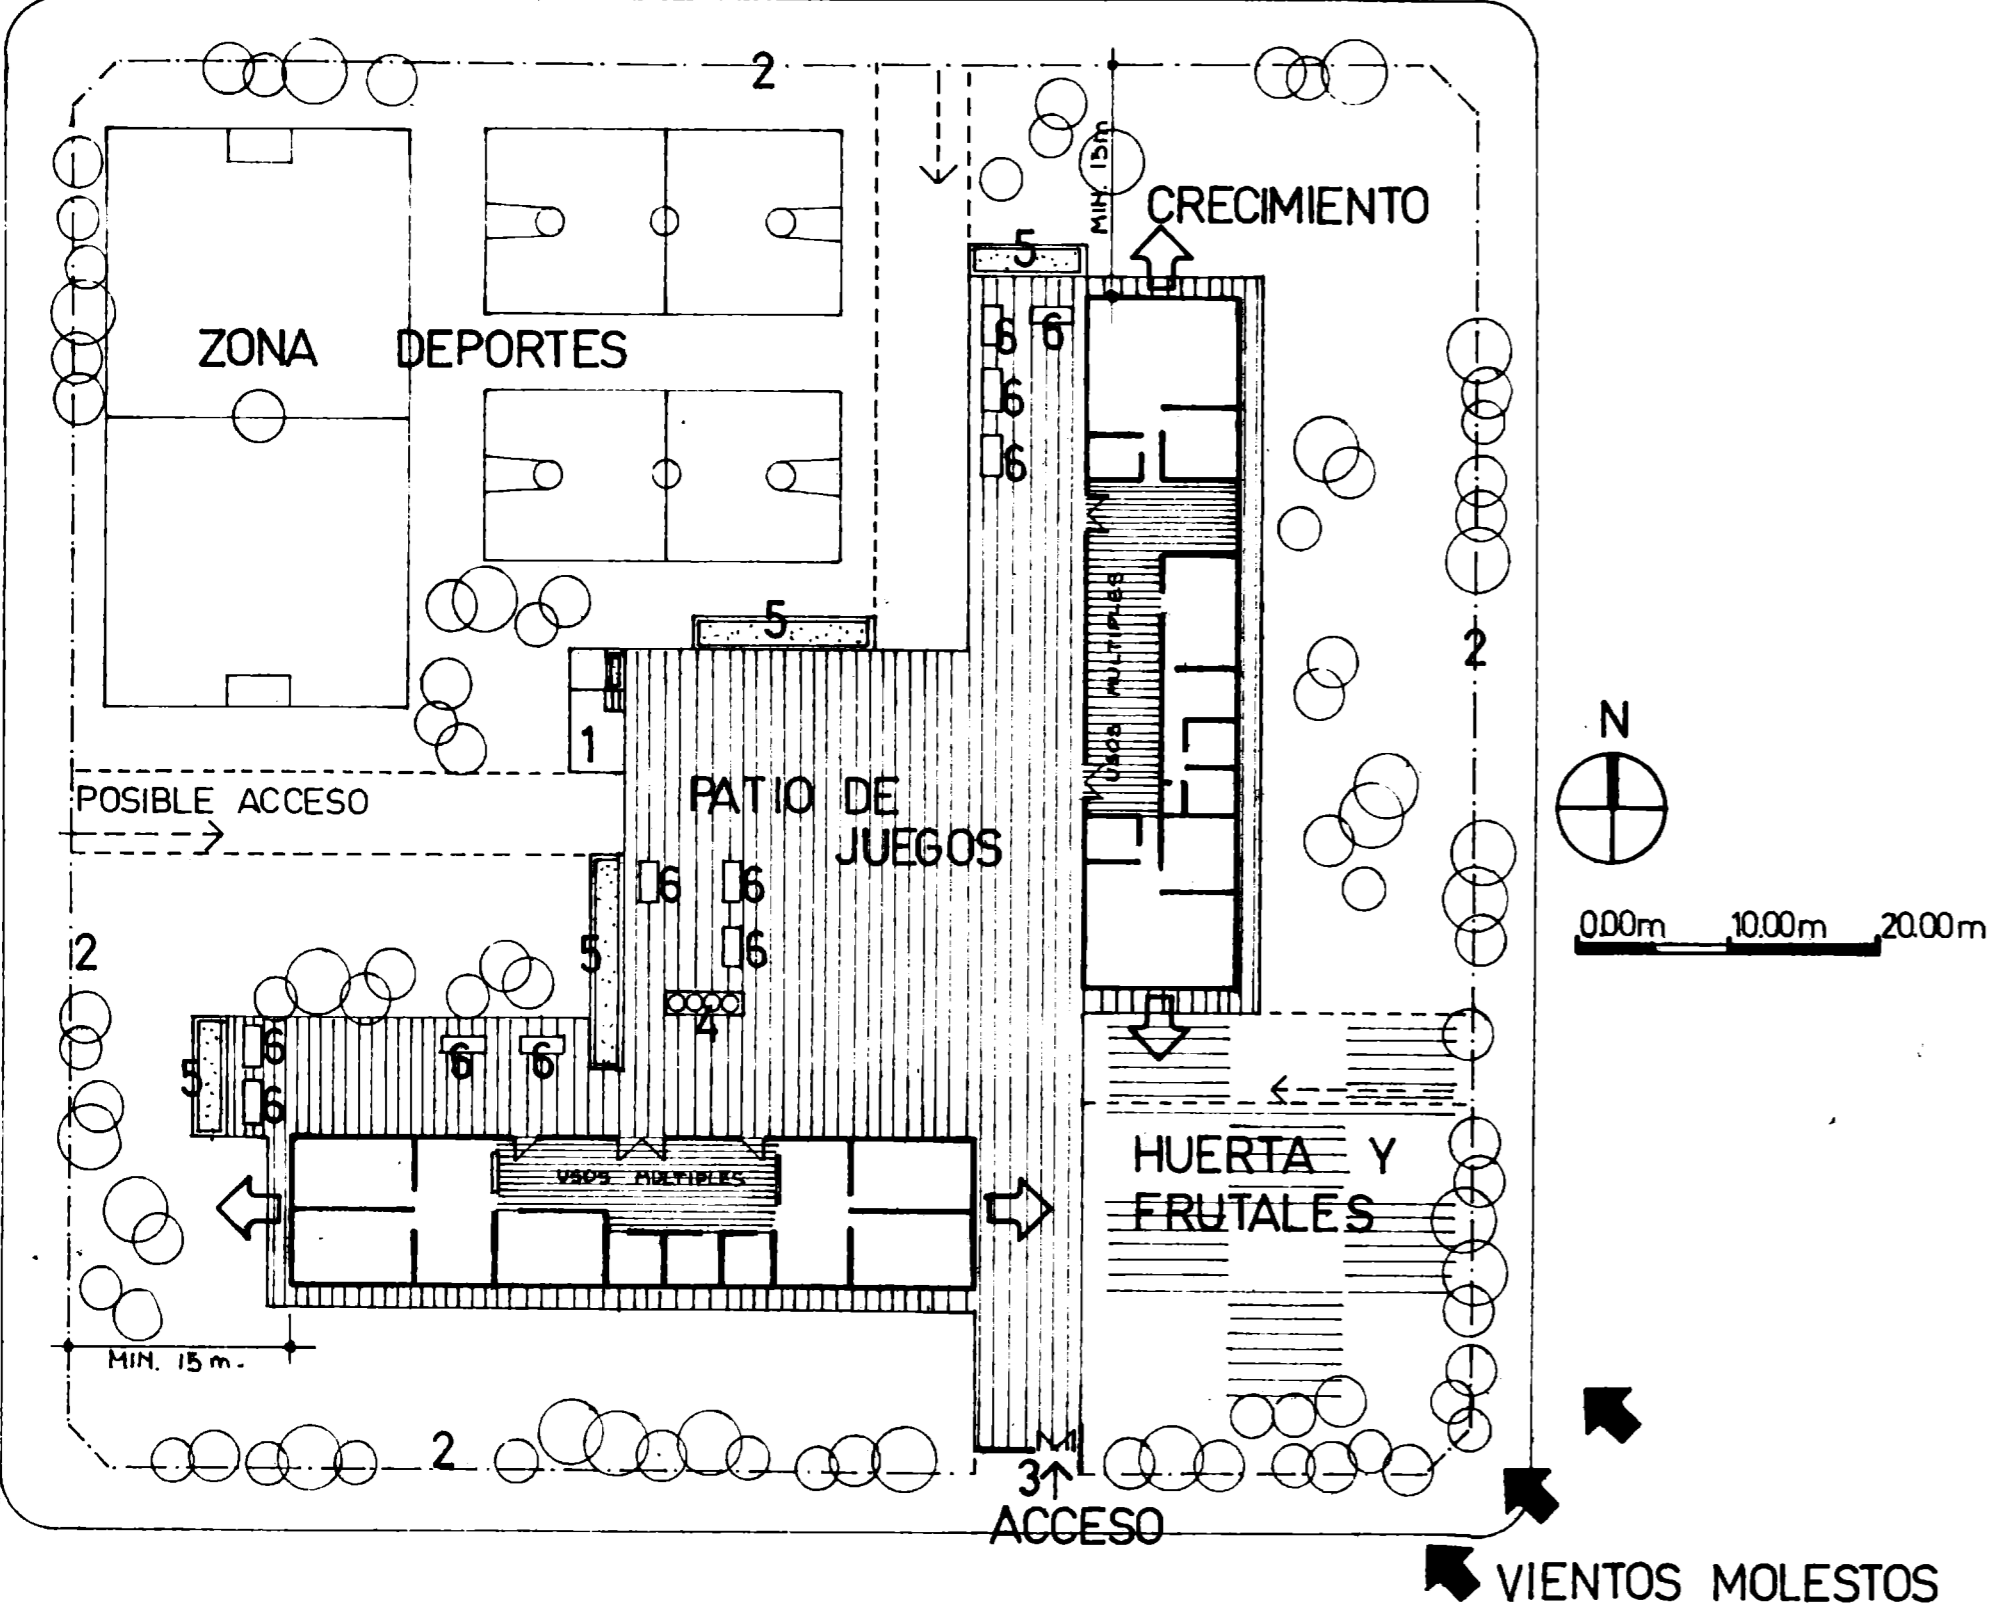 2
MIN. 15m
CRECIMIENTO
5
6 6
6
6
ZONA DEPORTES
5
USOS MULTIPLES
2
1
N
PATIO DE
JUEGOS
POSIBLE ACCESO
6 6
6
5
2
0.00m 10.00m 20.00m
4
6 6 6
5
6
HUERTA Y
FRUTALES
USOS MULTIPLES
MIN. 15m.
2
3
ACCESO
VIENTOS MOLESTOS